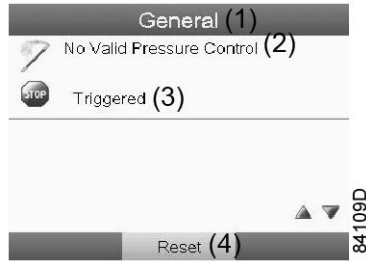 General (1)
No Valid Pressure Control (2)
STOP
Triggered (3)
Reset (4)
84109D